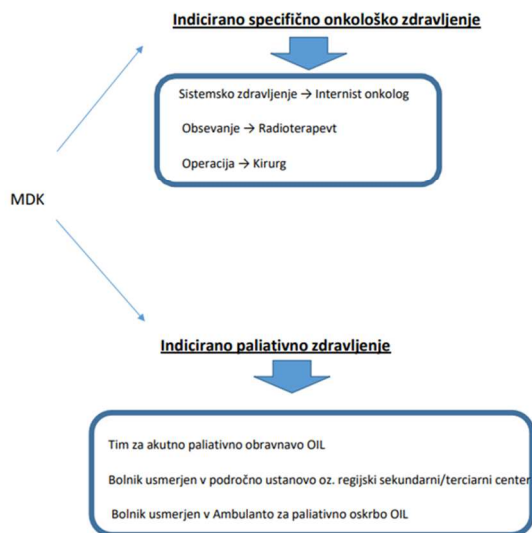 Indicirano specifično onkološko zdravljenje
Sistemsko zdravljenje → Internist onkolog
Obsevanje → Radioterapevt
Operacija → Kirurg
MDK
Indicirano paliativno zdravljenje
Tim za akutno paliativno obravnavo OIL
Bolnik usmerjen v področno ustanovo oz. regijski sekundarni/terciarni center
Bolnik usmerjen v Ambulanto za paliativno oskrbo OIL